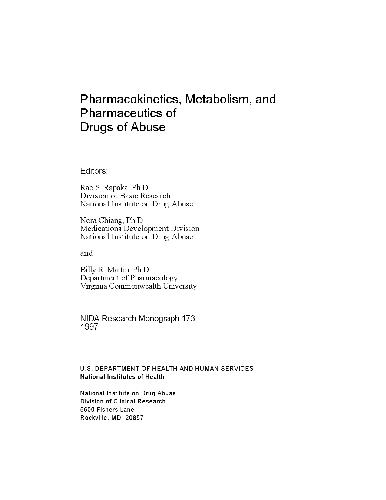 Pharmacokinetics, Metabolism, and
Pharmaceutics of
Drugs of Abuse
Editors:
Rao S. Rapaka, Ph.D.
Division of Basic Research
National Institute on Drug Abuse
Nora Chiang, Ph.D.
Medications Development Division
National Institute on Drug Abuse
and
Billy R. Martin, Ph.D.
Department of Pharmacology
Virginia Commonwealth University
NIDA Research Monograph 173
1997
U.S. DEPARTMENT OF HEALTH AND HUMAN SERVICES
National Institutes of Health
National Institute on Drug Abuse
Division of Clinical Research
5600 Fishers Lane
Rockville, MD 20857